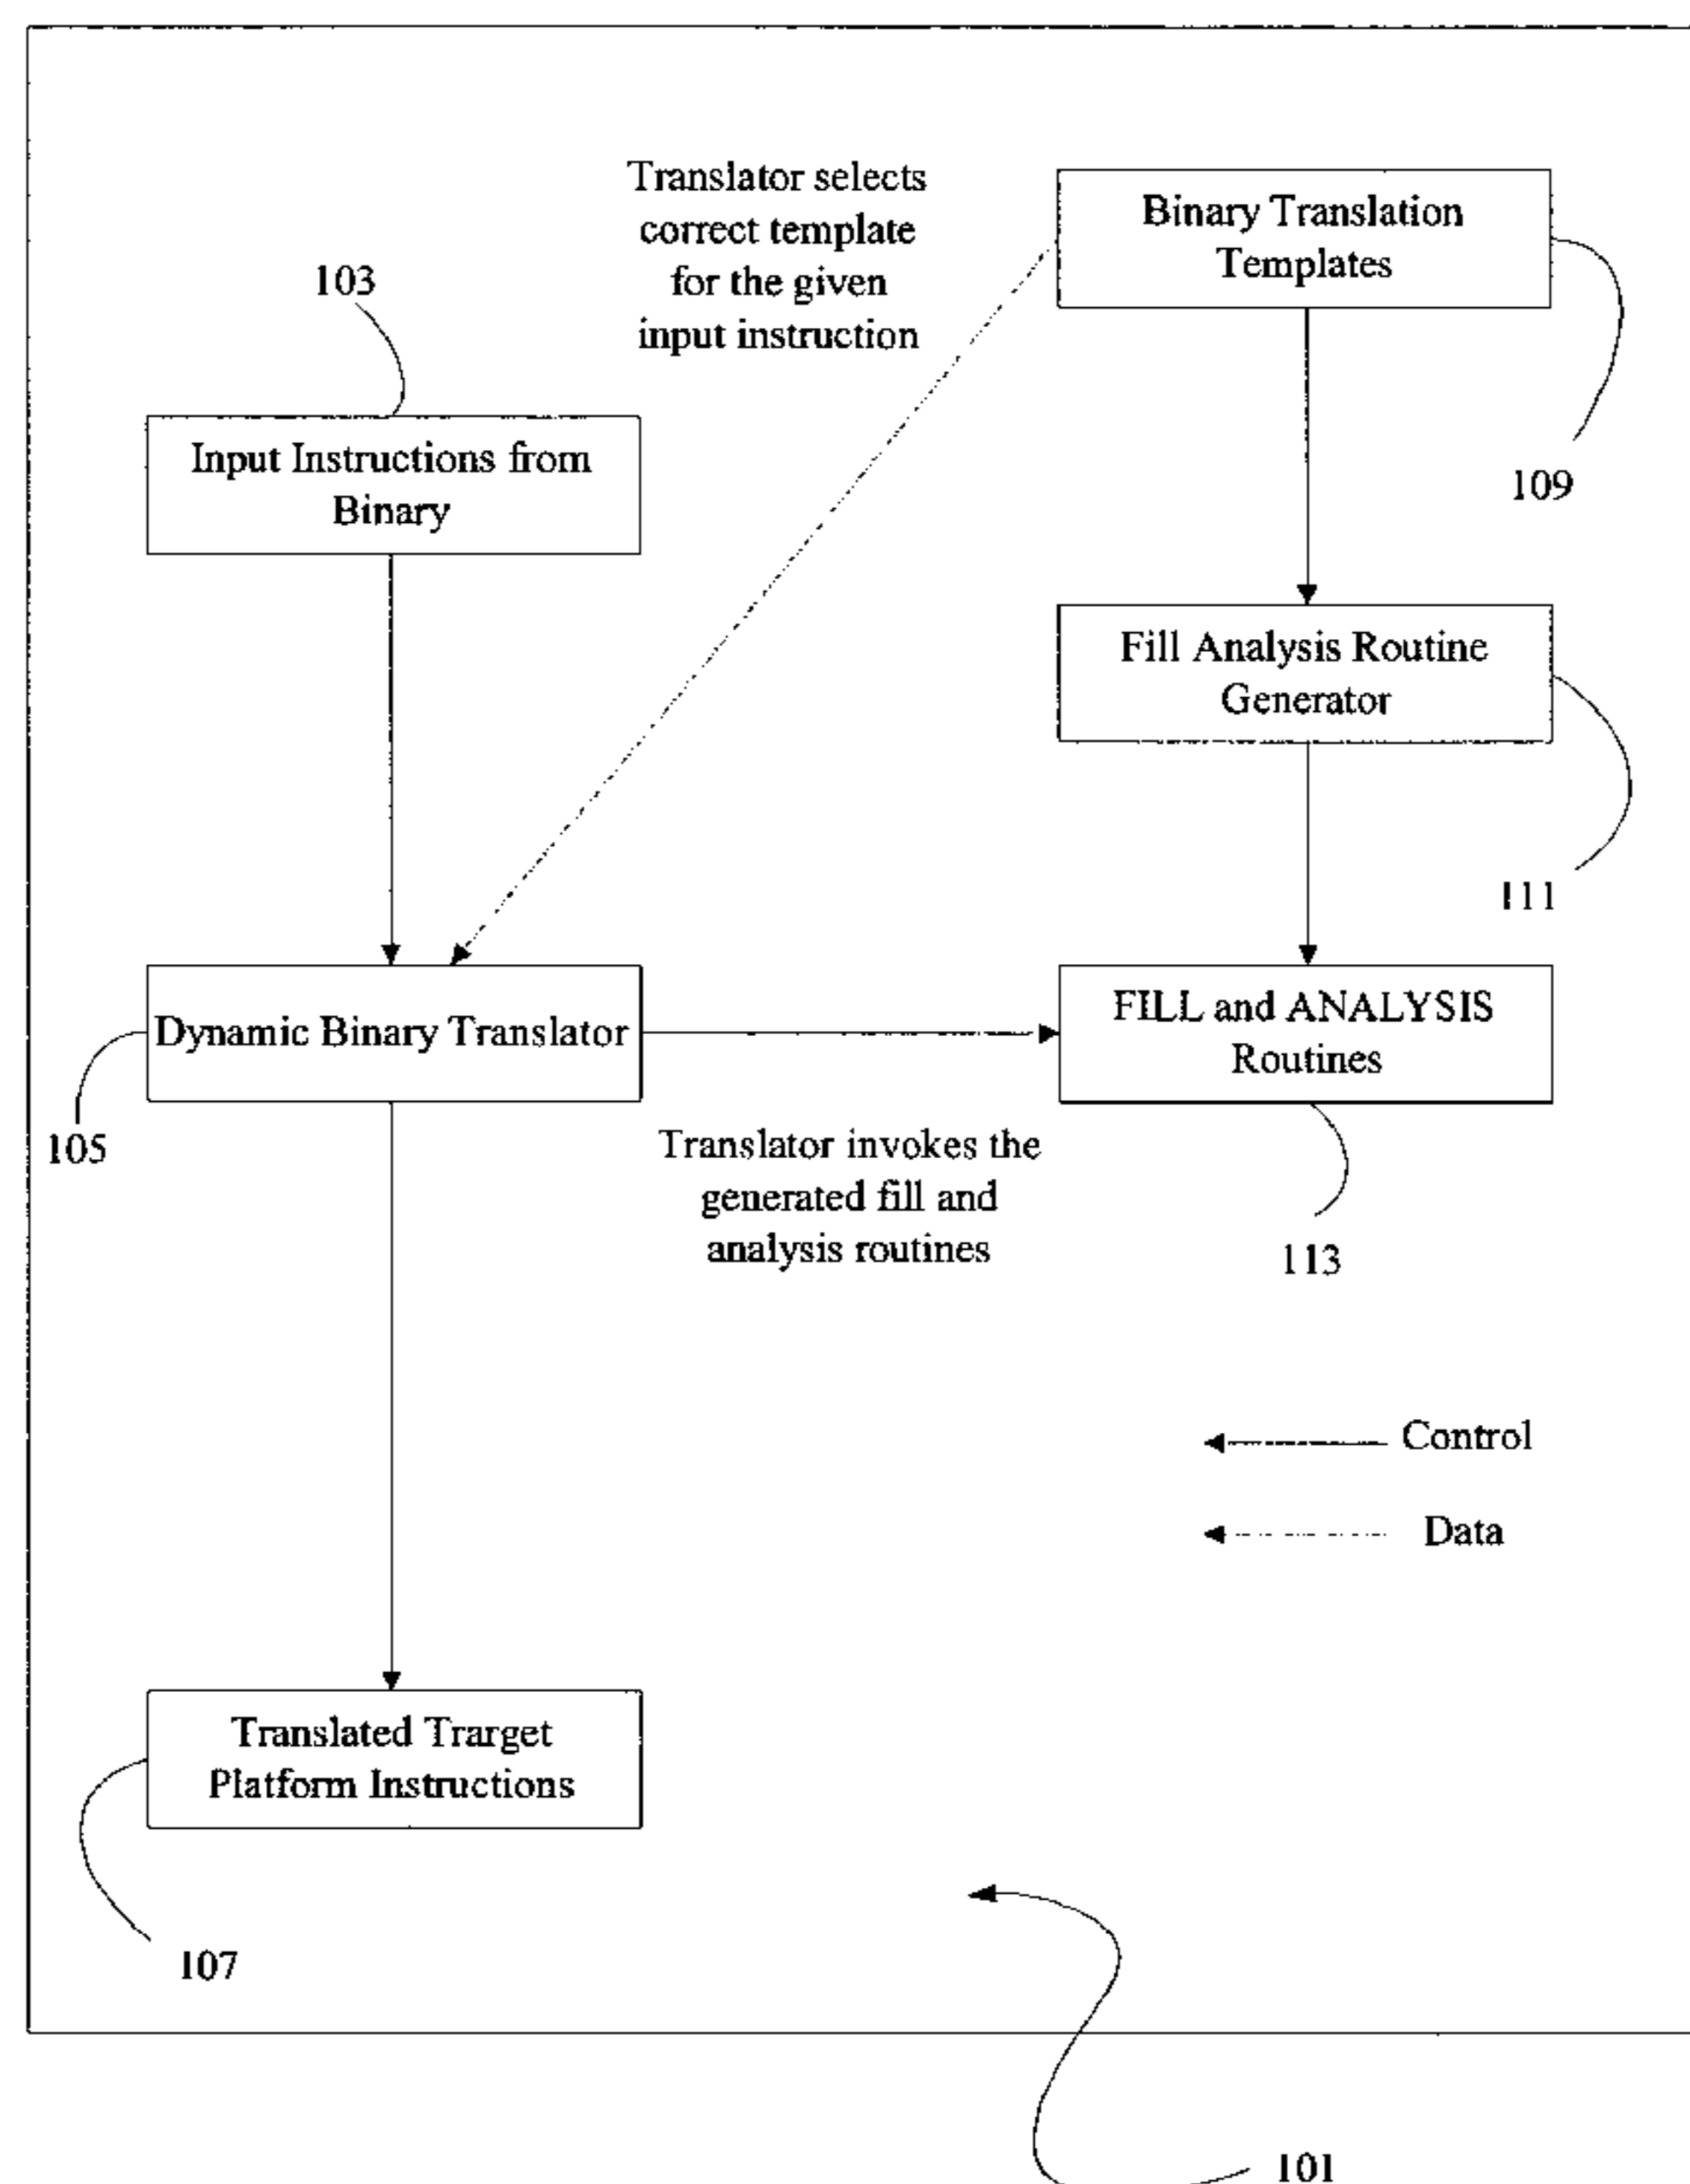 Translator selects
correct template
for the given
input instruction
Binary Translation
Templates
103
109
Input Instructions from
Binary
Fill Analysis Routine
Generator
111
Dynamic Binary Translator
FILL and ANALYSIS
Routines
105
Translator invokes the
generated fill and
analysis routines
113
Control
Data
Translated Trarget
Platform Instructions
107
101